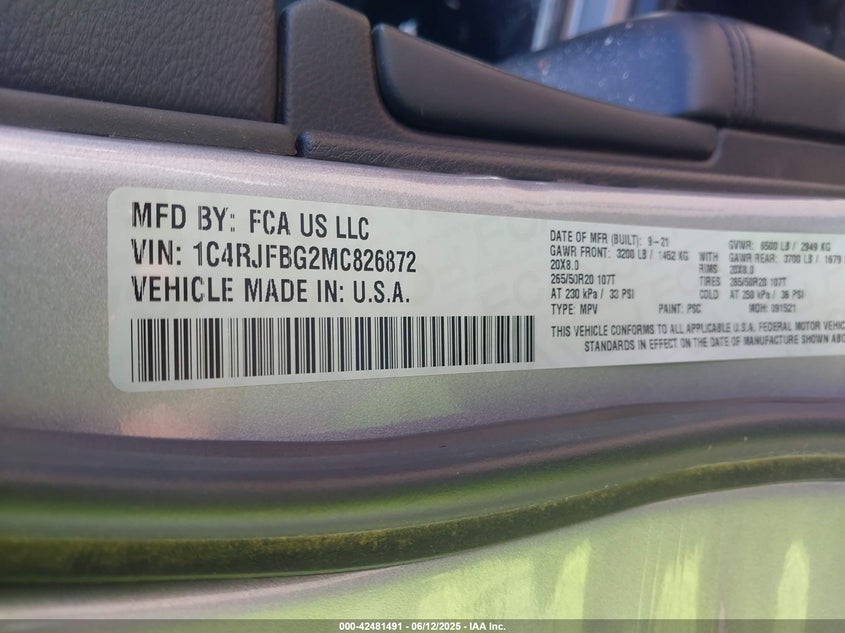 MFD BY: FCA US LLC
VIN: 1C4RJFBG2MC826872
VEHICLE MADE IN: U.S.A.
DATE OF MFR (BUILT): 9-21 GVWR: 6500 LB / 2949 KG
GAWR FRONT: 3200 LB / 1452 KG WITH GAWR REAR: 3700 LB / 1679
20X8.0 RIMS 20X8.0
265/50R20 107T TIRES 265/50R20 107T
AT 230 kPa / 33 PSI COLD AT 250 kPa / 36 PSI
TYPE: MPV PAINT: PSC MDH: 091521
THIS VEHICLE CONFORMS TO ALL APPLICABLE U.S.A. FEDERAL MOTOR VEHIC
STANDARDS IN EFFECT ON THE DATE OF MANUFACTURE SHOWN ABO
000-42481491 - 06/12/2025 - IAA Inc.